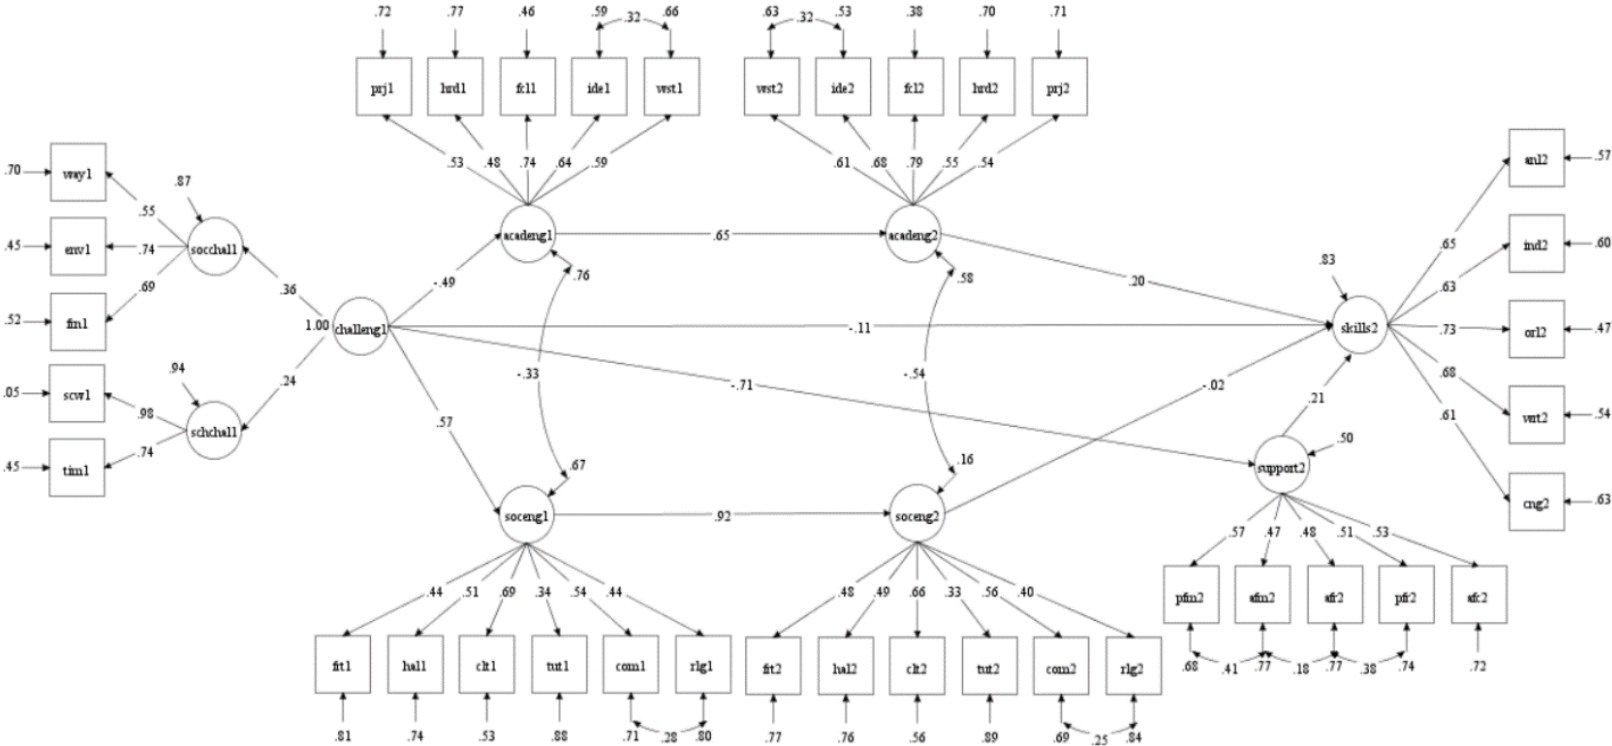 .72 .77 .46 .59 .32 .66 .63 .32 .53 .38 .70 .71
prj1 hrd1 fcl1 ide1 wst1 wst2 ide2 fcl2 hrd2 prj2
.53 .48 .74 .64 .59 .61 .68 .79 .55 .54
.70 way1 .87 anl2 .57
.55
.45 env1 .74 socchal1 acadeng1 .65 acadeng2 .65 ind2 .60
.69 .36 -.49 .76 .58 .20 .83 .63
.52 fin1 1.00 challeng1 -.11 skills2 .73 orl2 .47
.94 .24 -.33 -.54 -.71 -.02 .68
.05 scw1 .98 .21 .61 wrt2 .54
.57
schchal1
.45 tim1 .74 .67 .16 support2 .50
soceng1 .92 soceng2 cng2 .63
.57 .47 .48 .51 .53
.44 .51 .69 .34 .54 .44 .48 .49 .66 .33 .56 .40
pfm2 afm2 afr2 pfr2 afc2
frt1 hal1 clt1 tut1 com1 rlg1 frt2 hal2 clt2 tut2 com2 rlg2
.68 .41 .77 .18 .77 .38 .74 .72
.81 .74 .53 .88 .71 .28 .80 .77 .76 .56 .89 .69 .25 .84